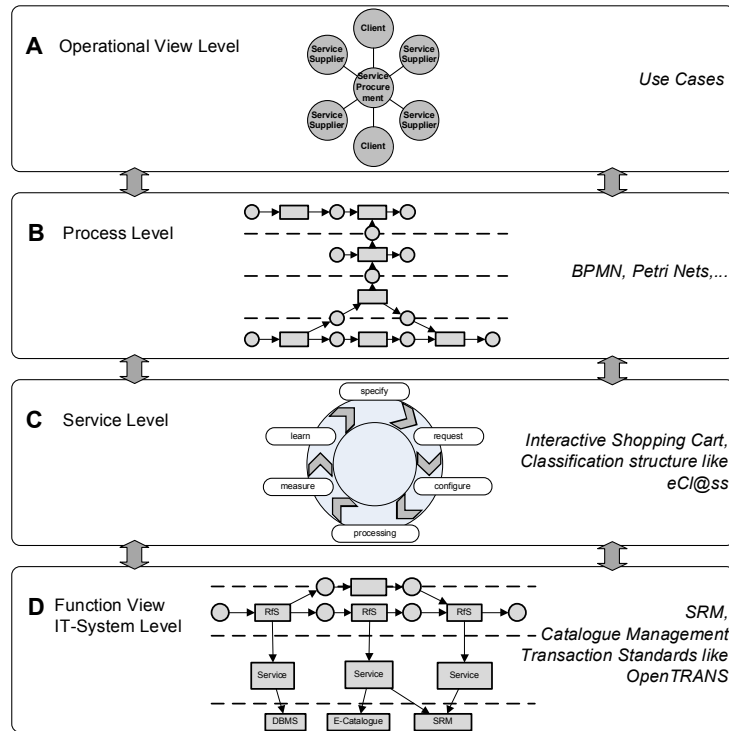 A Operational View Level
Client
Service
Supplier
Service
Supplier
Service
Procure
ment
Service
Supplier
Service
Supplier
Client
Use Cases
B Process Level
BPMN, Petri Nets,...
C Service Level
specify
learn
request
measure
configure
processing
Interactive Shopping Cart,
Classification structure like
eCl@ss
D Function View
IT-System Level
RfS
RfS
RfS
Service
Service
Service
DBMS
E-Catalogue
SRM
SRM,
Catalogue Management
Transaction Standards like
OpenTRANS